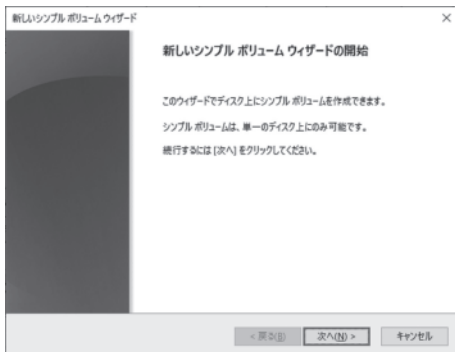 新しいシンプル ボリューム ウィザード
新しいシンプル ボリューム ウィザードの開始
このウィザードでディスク上にシンプル ボリュームを作成できます。
シンプル ボリュームは、単一のディスク上にのみ可能です。
続行するには [次へ] をクリックしてください。
< 戻る(B) 次へ(N) > キャンセル